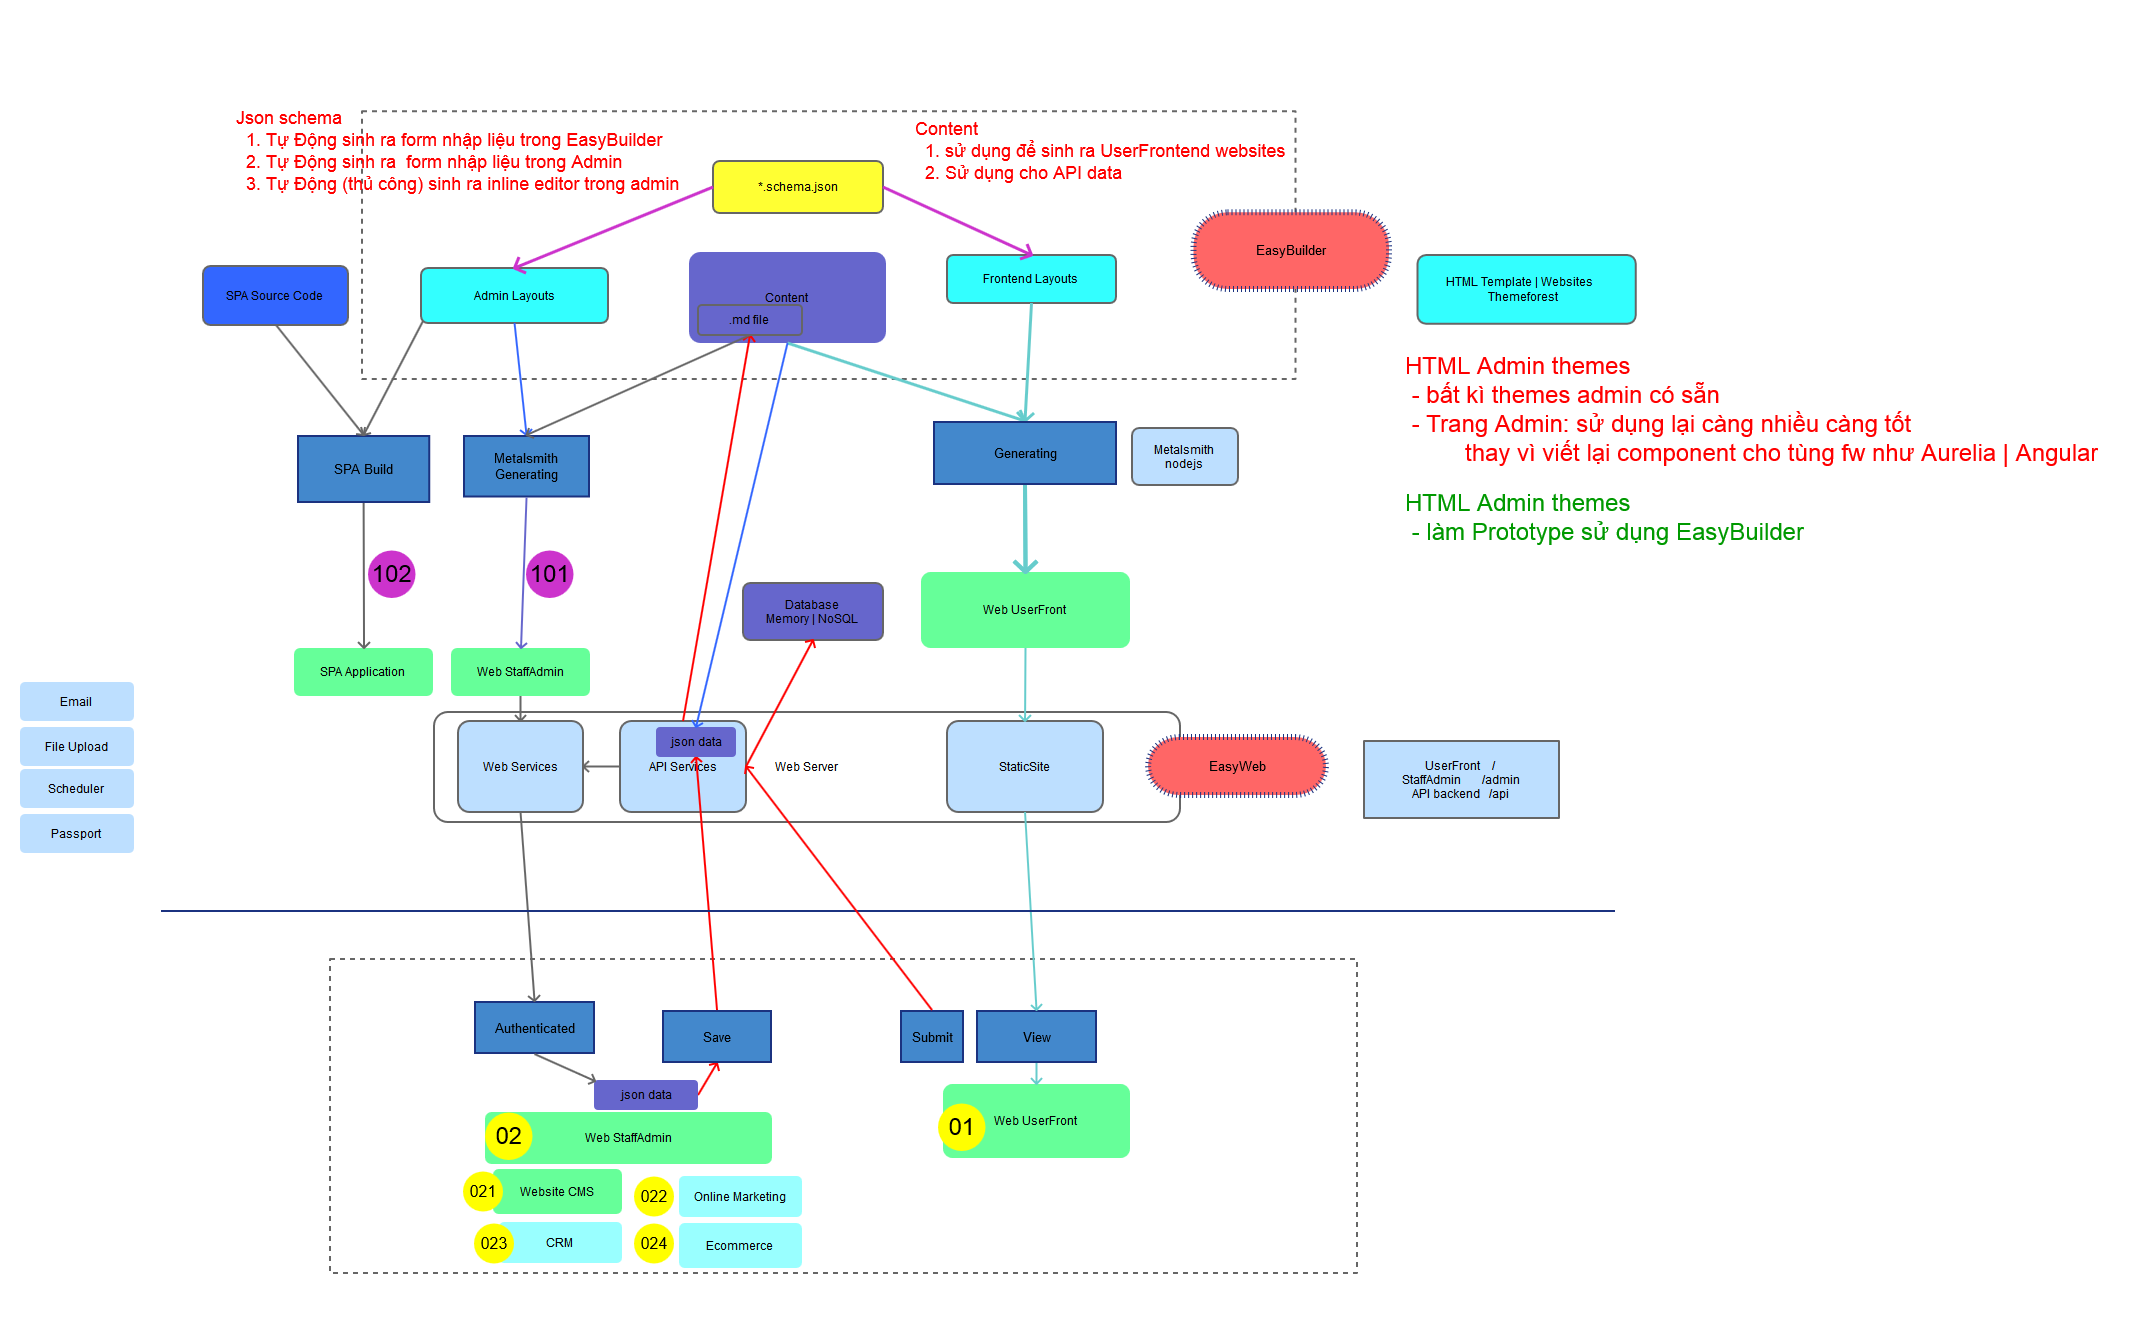 Json schema
1. Tự Động sinh ra form nhập liệu trong EasyBuilder
2. Tự Động sinh ra  form nhập liệu trong Admin
3. Tự Động (thủ công) sinh ra inline editor trong admin
Content
1. sử dụng để sinh ra UserFrontend websites
2. Sử dụng cho API data
*.schema.json
EasyBuilder
SPA Source Code
Admin Layouts
Content
.md file
Frontend Layouts
HTML Template | Websites
Themeforest
HTML Admin themes
- bất kì themes admin có sẵn
- Trang Admin: sử dụng lại càng nhiều càng tốt
thay vì viết lại component cho từng fw như Aurelia | Angular
HTML Admin themes
- làm Prototype sử dụng EasyBuilder
SPA Build
Metalsmith
Generating
Generating
Metalsmith
nodejs
102
101
Database
Memory | NoSQL
Web UserFront
SPA Application
Web StaffAdmin
Email
File Upload
Scheduler
Passport
Web Services
json data
API Services
Web Server
StaticSite
EasyWeb
UserFront /
StaffAdmin /admin
API backend /api
Authenticated
Save
Submit
View
json data
02
Web StaffAdmin
01
Web UserFront
021
Website CMS
022
Online Marketing
023
CRM
024
Ecommerce